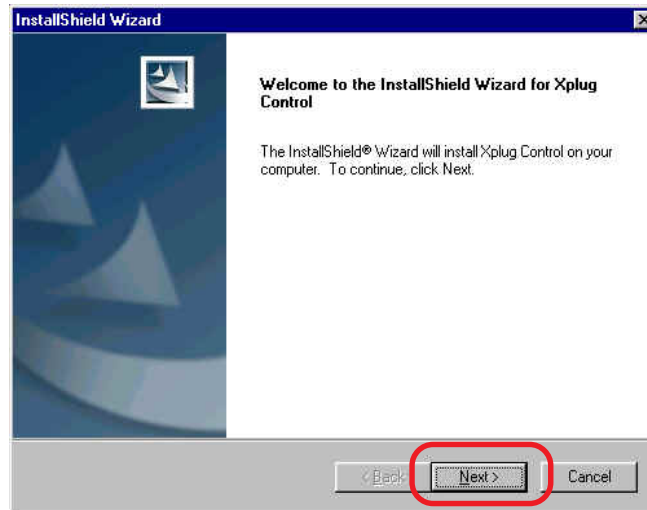 InstallShield Wizard
Welcome to the InstallShield Wizard for Xplug
Control
The InstallShield® Wizard will install Xplug Control on your
computer. To continue, click Next.
< Back
Next >
Cancel